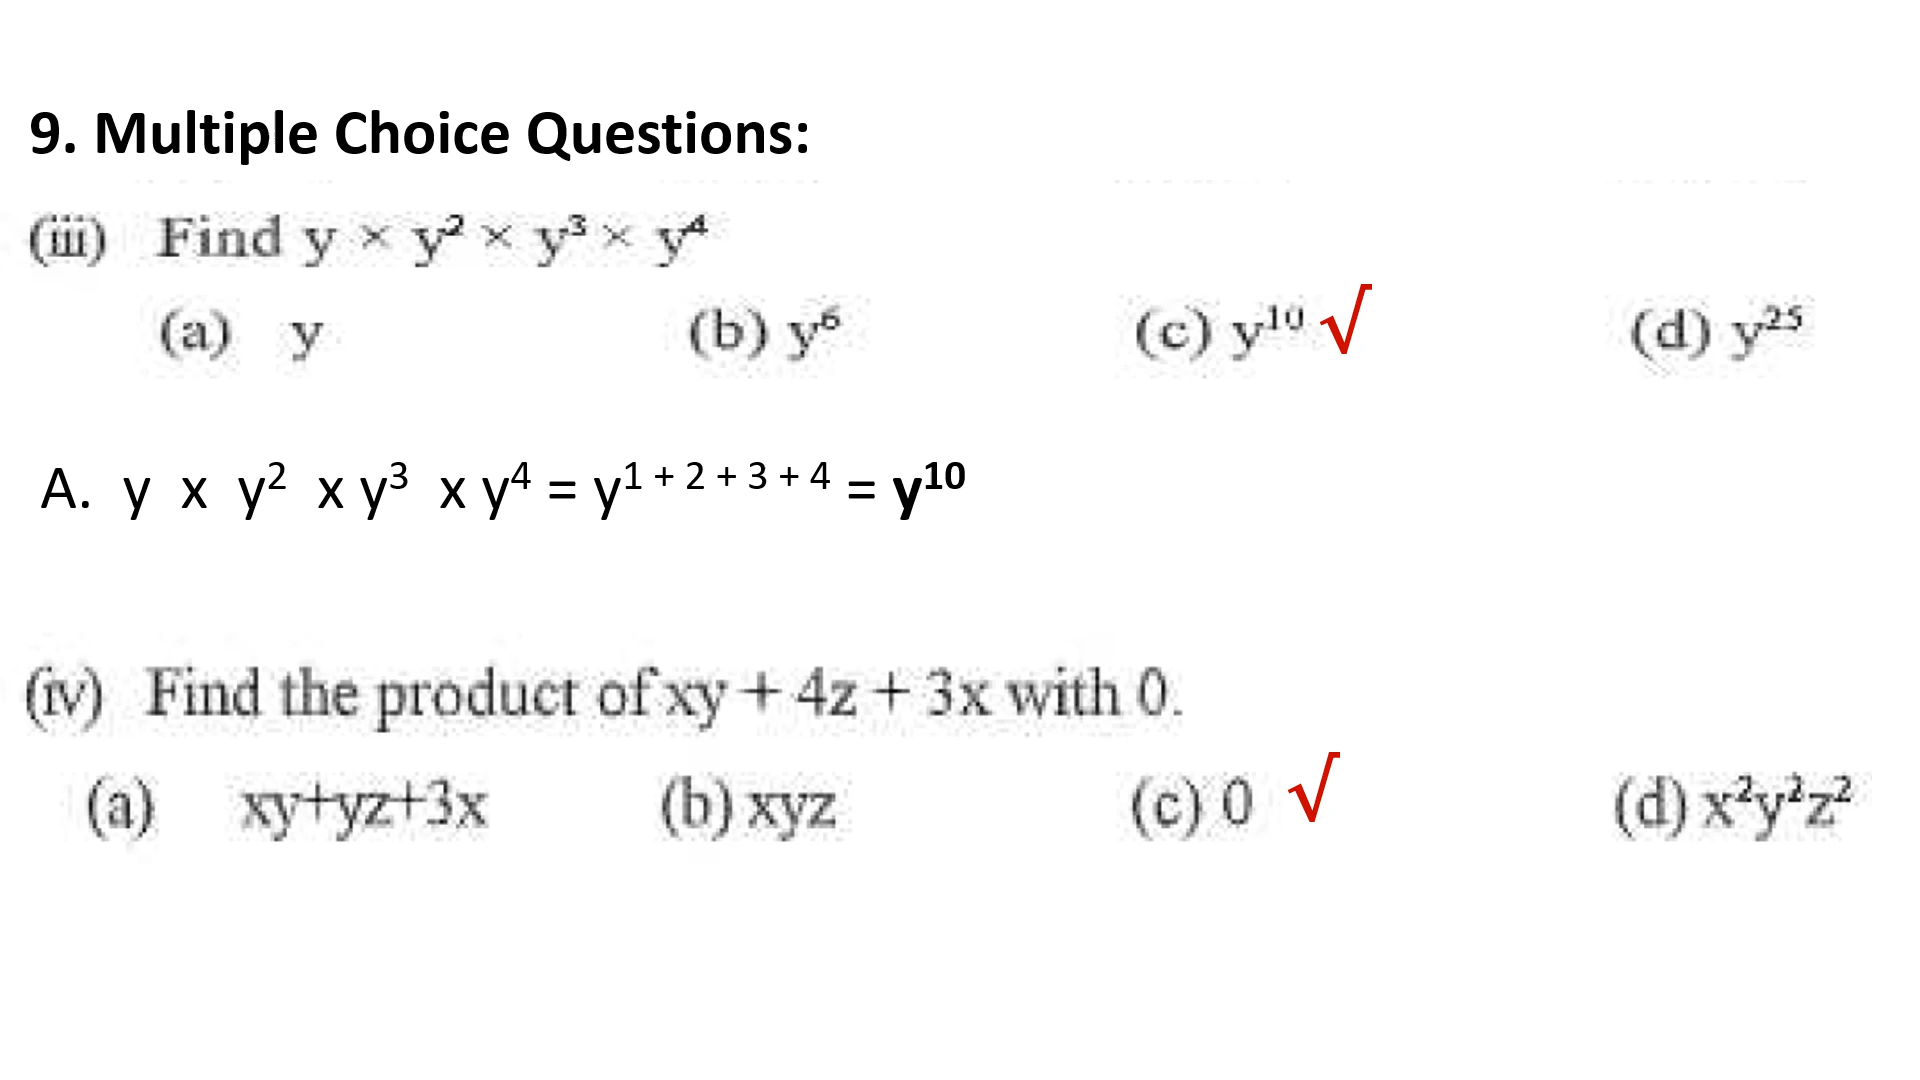 9. Multiple Choice Questions:
(iii) Find y × y² × y³ × y⁴
(a) y (b) y⁶ (c) y¹⁰ √ (d) y²⁵
A. y x y² x y³ x y⁴ = y¹ ⁺ ² ⁺ ³ ⁺ ⁴ = y¹⁰
(iv) Find the product of xy + 4z + 3x with 0.
(a) xy+yz+3x (b) xyz (c) 0 √ (d) x²y²z²